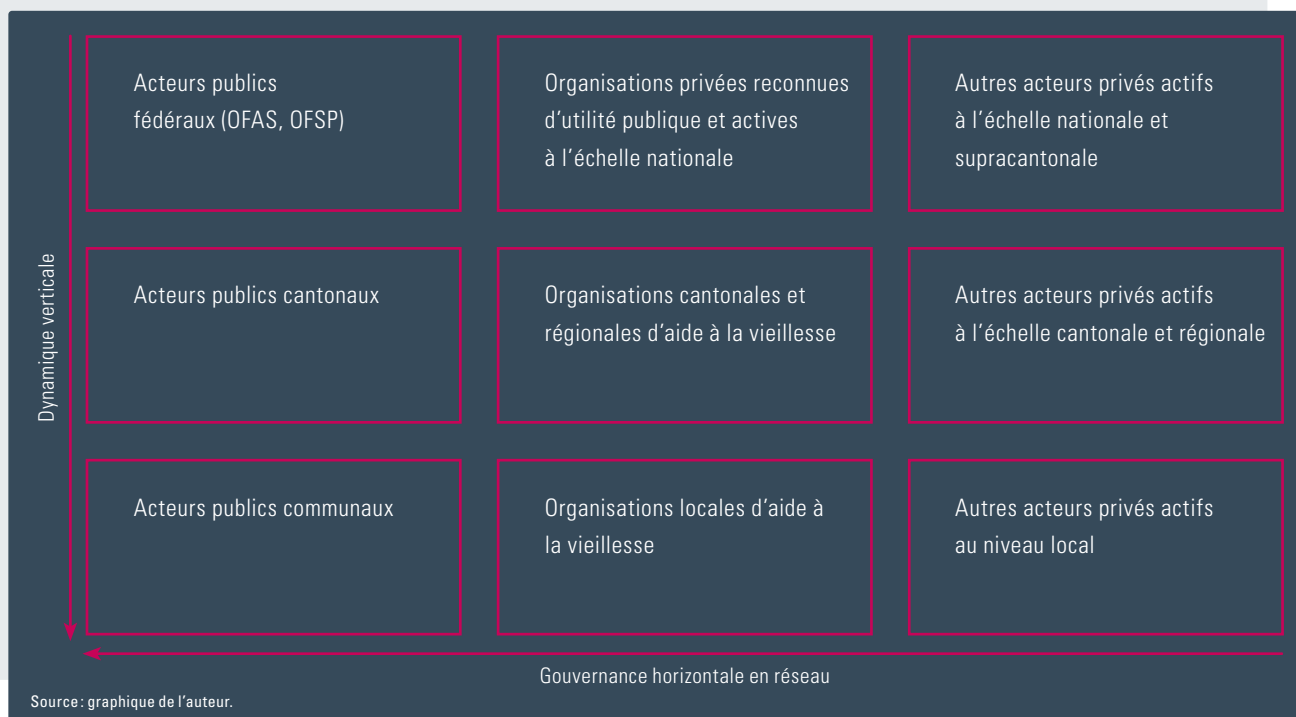 Acteurs publics
fédéraux (OFAS, OFSP)
Organisations privées reconnues
d'utilité publique et actives
à l'échelle nationale
Autres acteurs privés actifs
à l'échelle nationale et
supracantonale
Dynamique verticale
Acteurs publics cantonaux
Organisations cantonales et
régionales d'aide à la vieillesse
Autres acteurs privés actifs
à l'échelle cantonale et régionale
Acteurs publics communaux
Organisations locales d'aide à
la vieillesse
Autres acteurs privés actifs
au niveau local
Gouvernance horizontale en réseau
Source : graphique de l'auteur.